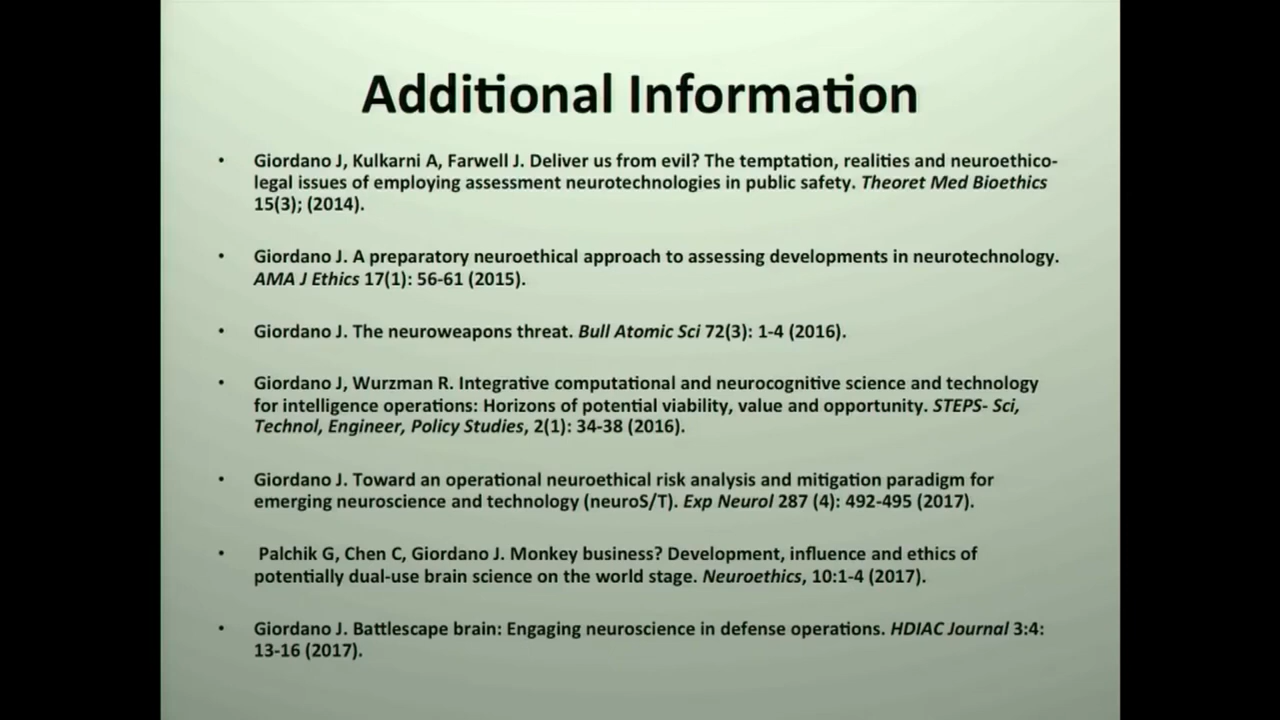 Additional Information
• Giordano J, Kulkarni A, Farwell J. Deliver us from evil? The temptation, realities and neuroethico-
legal issues of employing assessment neurotechnologies in public safety. Theoret Med Bioethics
15(3); (2014).
• Giordano J. A preparatory neuroethical approach to assessing developments in neurotechnology.
AMA J Ethics 17(1): 56-61 (2015).
• Giordano J. The neuroweapons threat. Bull Atomic Sci 72(3): 1-4 (2016).
• Giordano J, Wurzman R. Integrative computational and neurocognitive science and technology
for intelligence operations: Horizons of potential viability, value and opportunity. STEPS- Sci,
Technol, Engineer, Policy Studies, 2(1): 34-38 (2016).
• Giordano J. Toward an operational neuroethical risk analysis and mitigation paradigm for
emerging neuroscience and technology (neuroS/T). Exp Neurol 287 (4): 492-495 (2017).
• Palchik G, Chen C, Giordano J. Monkey business? Development, influence and ethics of
potentially dual-use brain science on the world stage. Neuroethics, 10:1-4 (2017).
• Giordano J. Battlescape brain: Engaging neuroscience in defense operations. HDIAC Journal 3:4:
13-16 (2017).